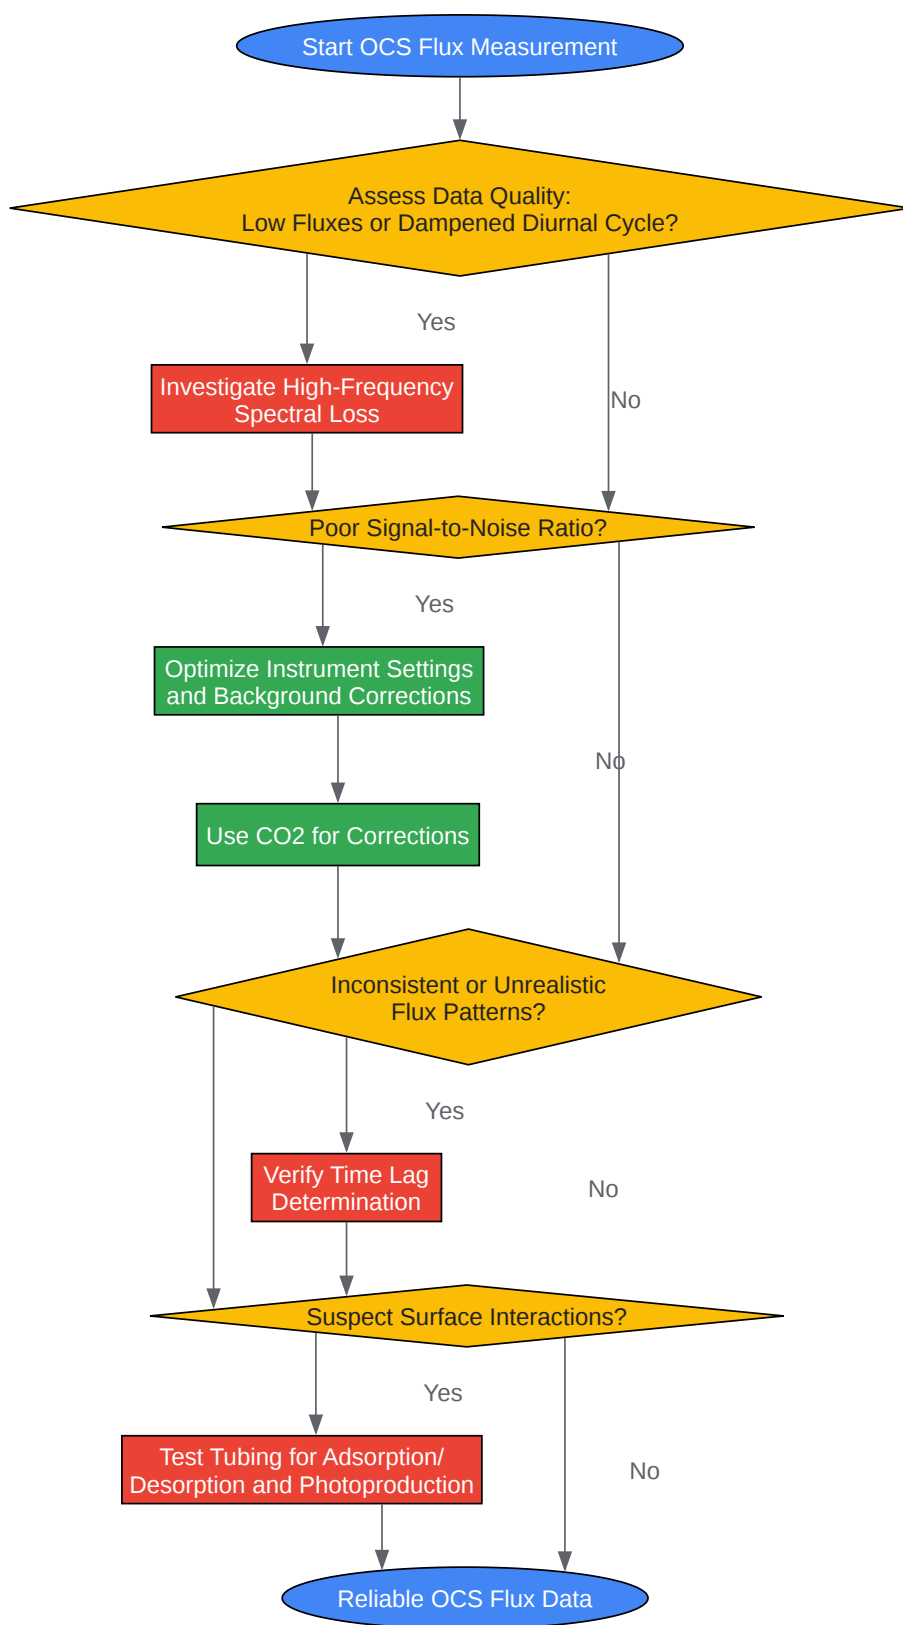 Start OCS Flux Measurement
Assess Data Quality:
Low Fluxes or Dampened Diurnal Cycle?
Yes
Investigate High-Frequency
Spectral Loss
No
Poor Signal-to-Noise Ratio?
Yes
Optimize Instrument Settings
and Background Corrections
No
Use CO2 for Corrections
Inconsistent or Unrealistic
Flux Patterns?
Yes
Verify Time Lag
Determination
No
Suspect Surface Interactions?
Yes
Test Tubing for Adsorption/
Desorption and Photoproduction
No
Reliable OCS Flux Data